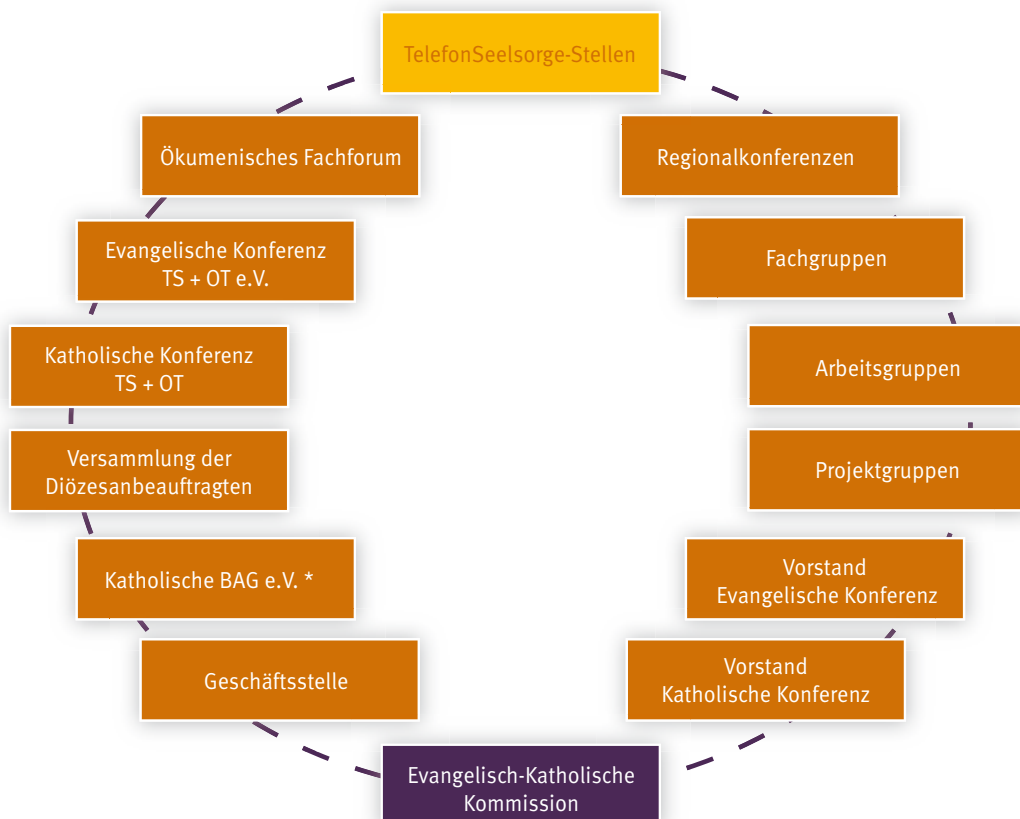 TelefonSeelsorge-Stellen
Ökumenisches Fachforum
Regionalkonferenzen
Evangelische Konferenz
TS + OT e.V.
Fachgruppen
Katholische Konferenz
TS + OT
Arbeitsgruppen
Versammlung der
Diözesanbeauftragten
Projektgruppen
Katholische BAG e.V. *
Vorstand
Evangelische Konferenz
Geschäftsstelle
Vorstand
Katholische Konferenz
Evangelisch-Katholische
Kommission